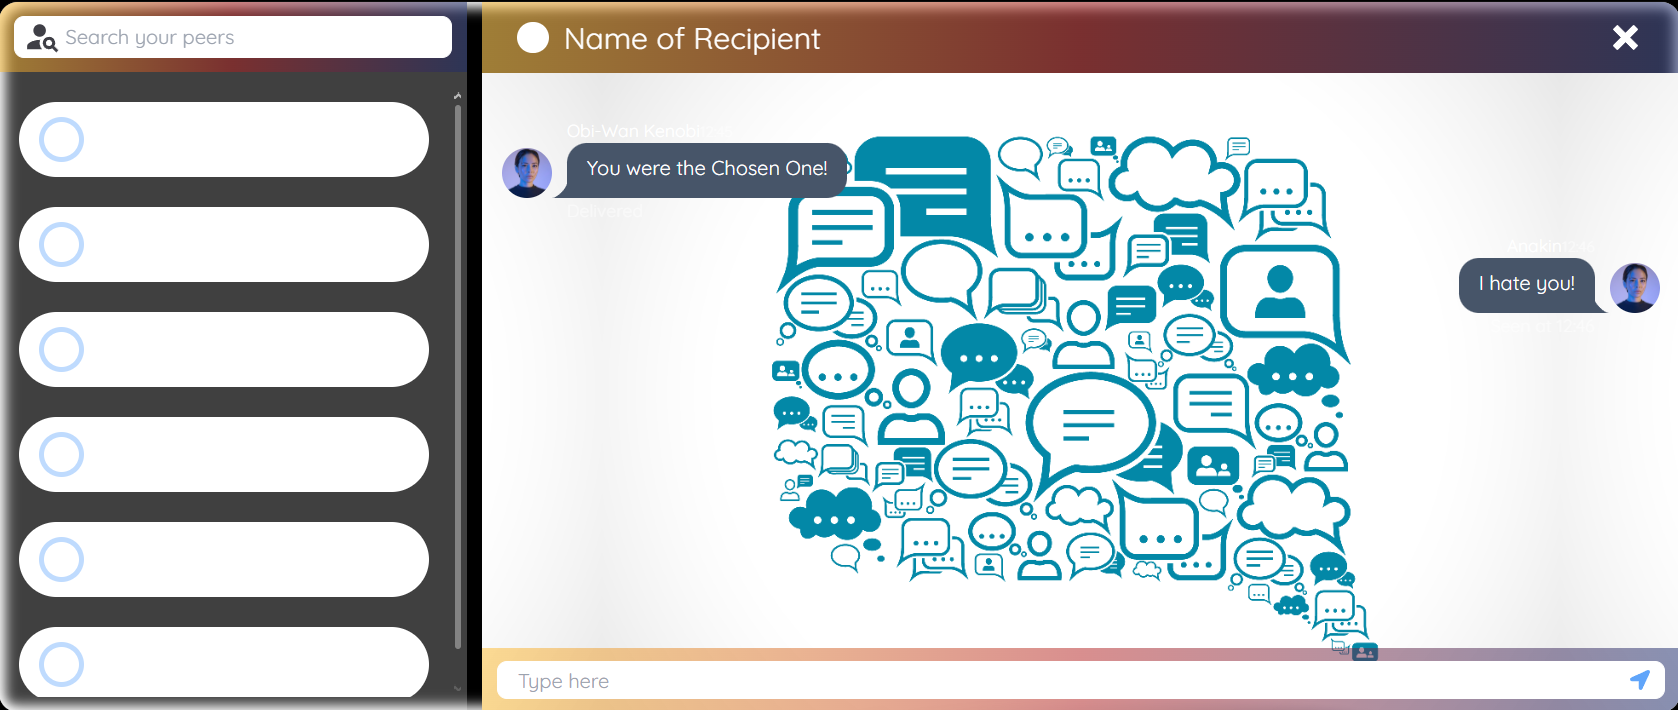 Search your peers
Name of Recipient
Obi-Wan Kenobi
You were the Chosen One!
Delivered
Anakin
I hate you!
Type here